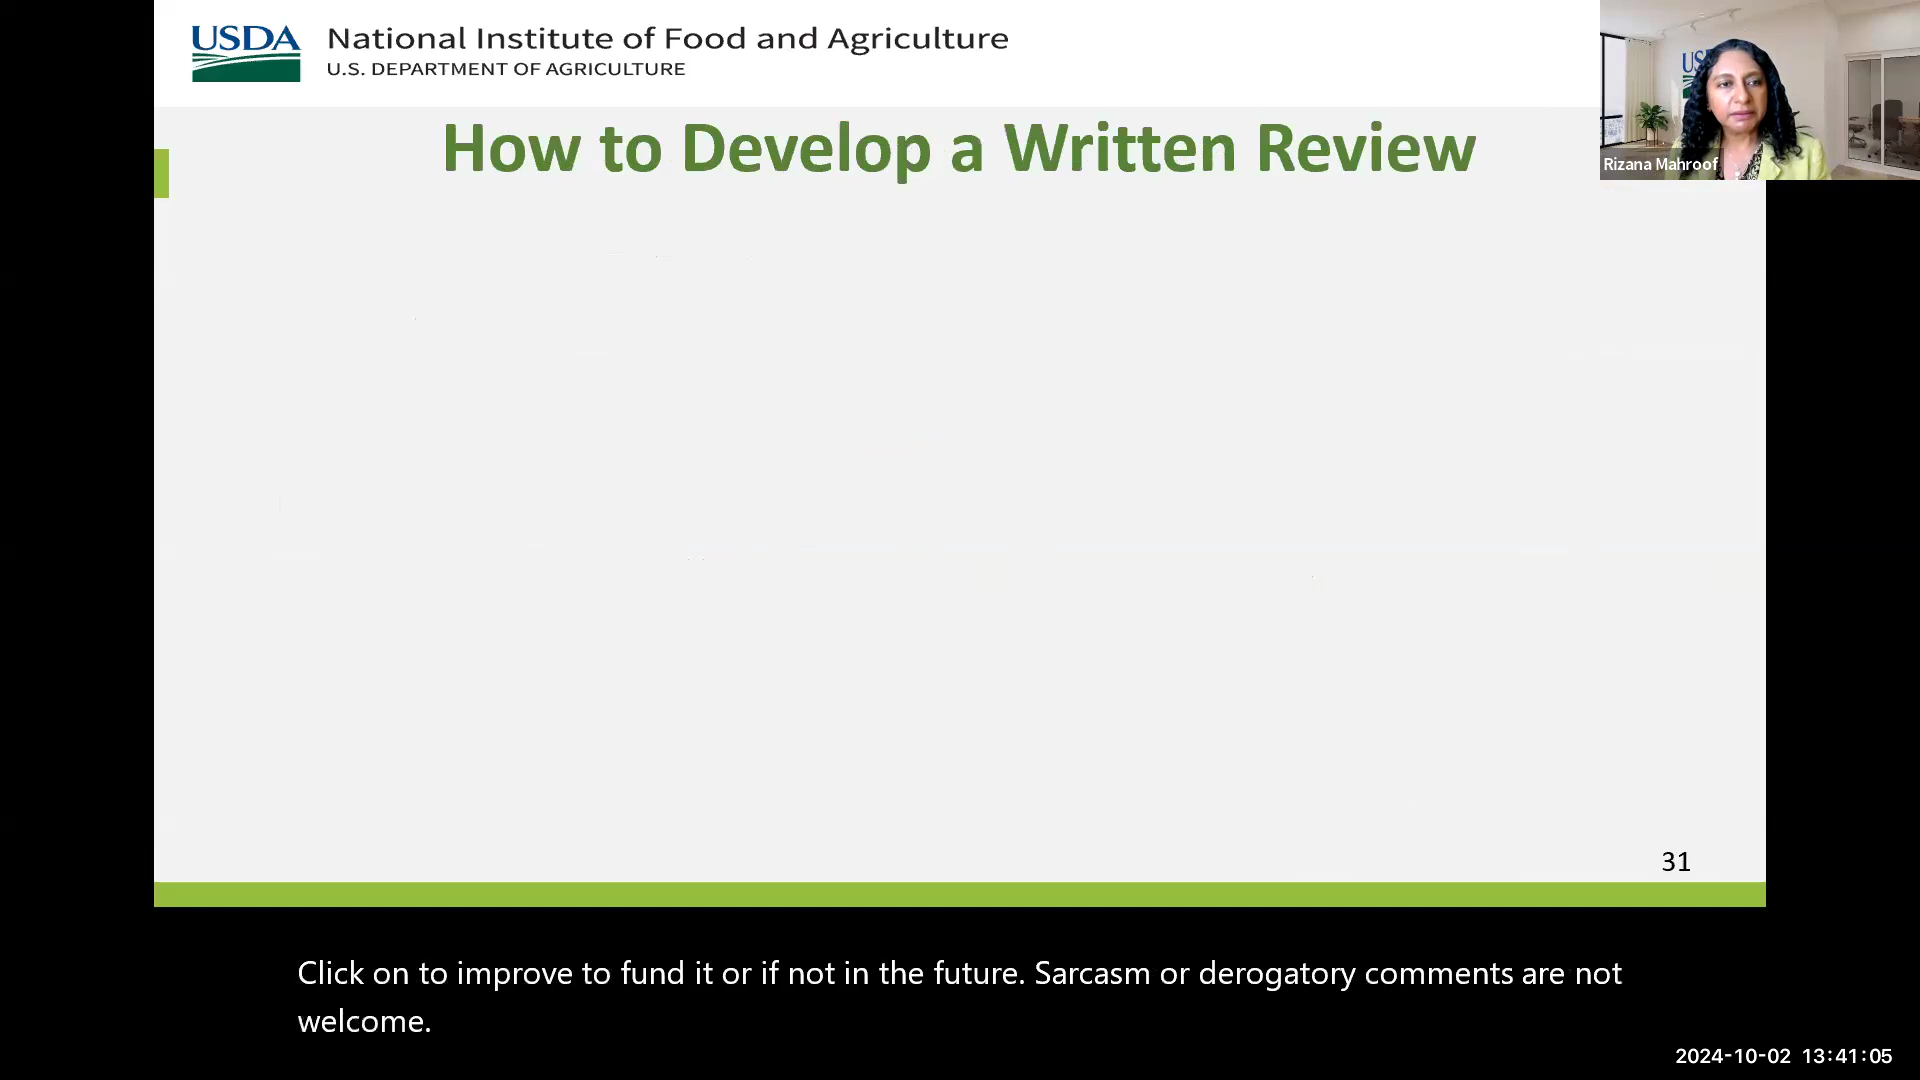 USDA
National Institute of Food and Agriculture
U.S. DEPARTMENT OF AGRICULTURE
How to Develop a Written Review
US
Rizana Mahroof
31
Click on to improve to fund it or if not in the future. Sarcasm or derogatory comments are not
welcome.
2024-10-02 13:41:05